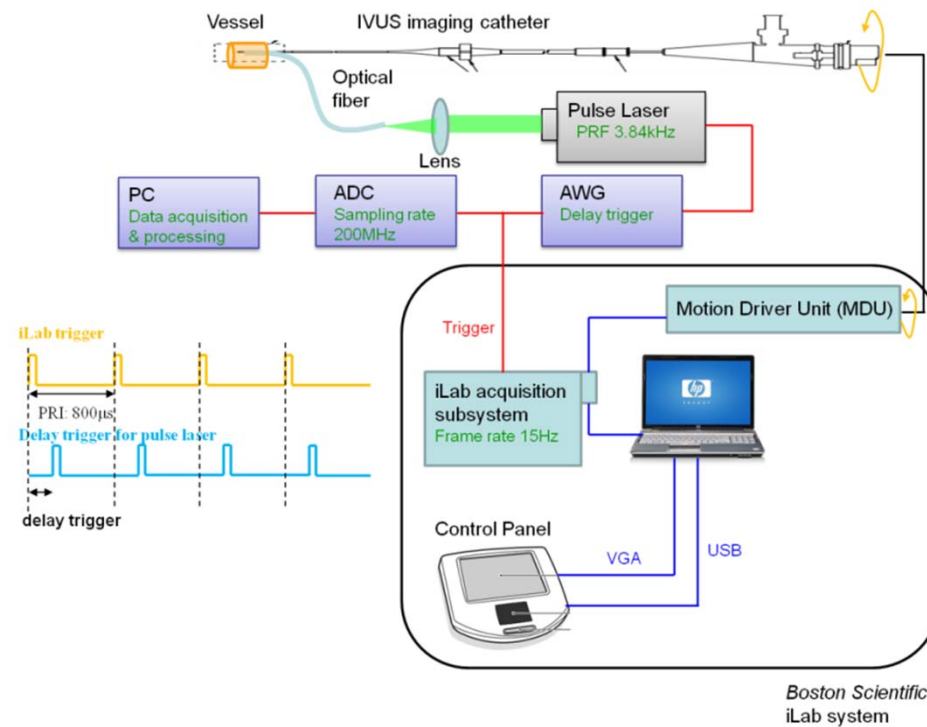 Vessel
IVUS imaging catheter
Optical
fiber
Pulse Laser
PRF 3.84kHz
Lens
PC
Data acquisition
& processing
ADC
Sampling rate
200MHz
AWG
Delay trigger
Motion Driver Unit (MDU)
Trigger
iLab trigger
PRI: 800μs
Delay trigger for pulse laser
delay trigger
iLab acquisition
subsystem
Frame rate 15Hz
hp
Control Panel
VGA
USB
Boston Scientific
iLab system